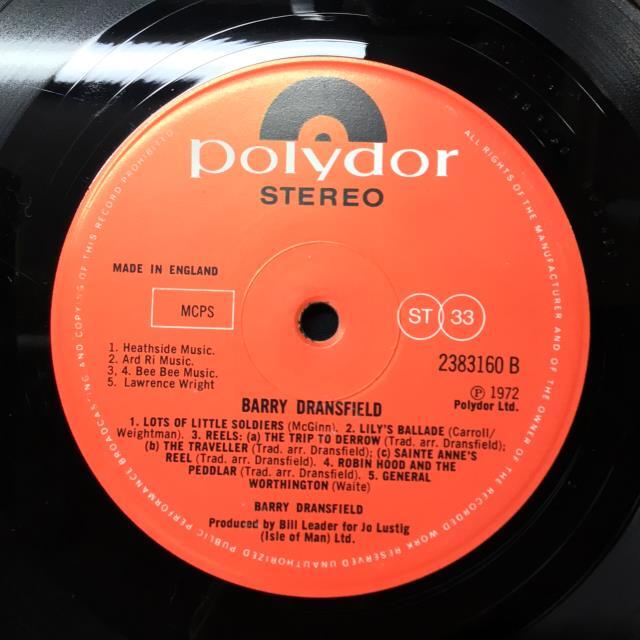 polydor
STEREO
MADE IN ENGLAND
MCPS
ST 33
1. Heathside Music.
2. Ard Ri Music.
3. 4. Bee Bee Music.
5. Lawrence Wright
2383160 B
℗ 1972
Polydor Ltd.
BARRY DRANSFIELD
1. LOTS OF LITTLE SOLDIERS (McGinn). 2. LILY'S BALLADE (Carroll/
Weightman). 3. REELS: (a) THE TRIP TO DERROW (Trad. arr. Dransfield);
(b) THE TRAVELLER (Trad. arr. Dransfield); (c) SAINTE ANNE'S
REEL (Trad. arr. Dransfield). 4. ROBIN HOOD AND THE
PEDDLAR (Trad. arr. Dransfield). 5. GENERAL
WORTHINGTON (Waite)
BARRY DRANSFIELD
Produced by Bill Leader for Jo Lustig
(Isle of Man) Ltd.
ALL RIGHTS OF THE MANUFACTURER AND OF THE OWNER OF THE RECORDED WORK RESERVED UNAUTHORIZED PUBLIC PERFORMANCE BROADCASTING AND COPYING OF THIS RECORD PROHIBITED